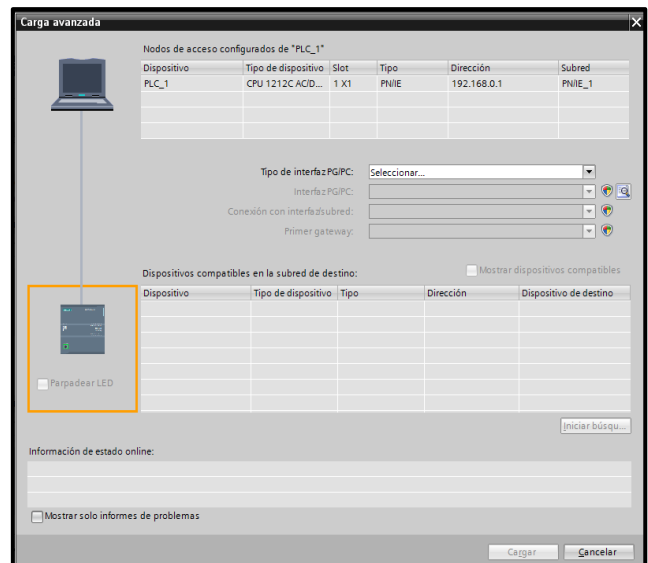 Carga avanzada
Nodos de acceso configurados de "PLC_1"
Dispositivo Tipo de dispositivo Slot Tipo Dirección Subred
PLC_1 CPU 1212C AC/D... 1 X1 PN/IE 192.168.0.1 PN/IE_1
Tipo de interfaz PG/PC: Seleccionar...
Interfaz PG/PC:
Conexión con interfaz/subred:
Primer gateway:
Dispositivos compatibles en la subred de destino:
Mostrar dispositivos compatibles
Dispositivo Tipo de dispositivo Tipo Dirección Dispositivo de destino
Parpadear LED
Iniciar búsqu...
Información de estado online:
Mostrar solo informes de problemas
Cargar Cancelar